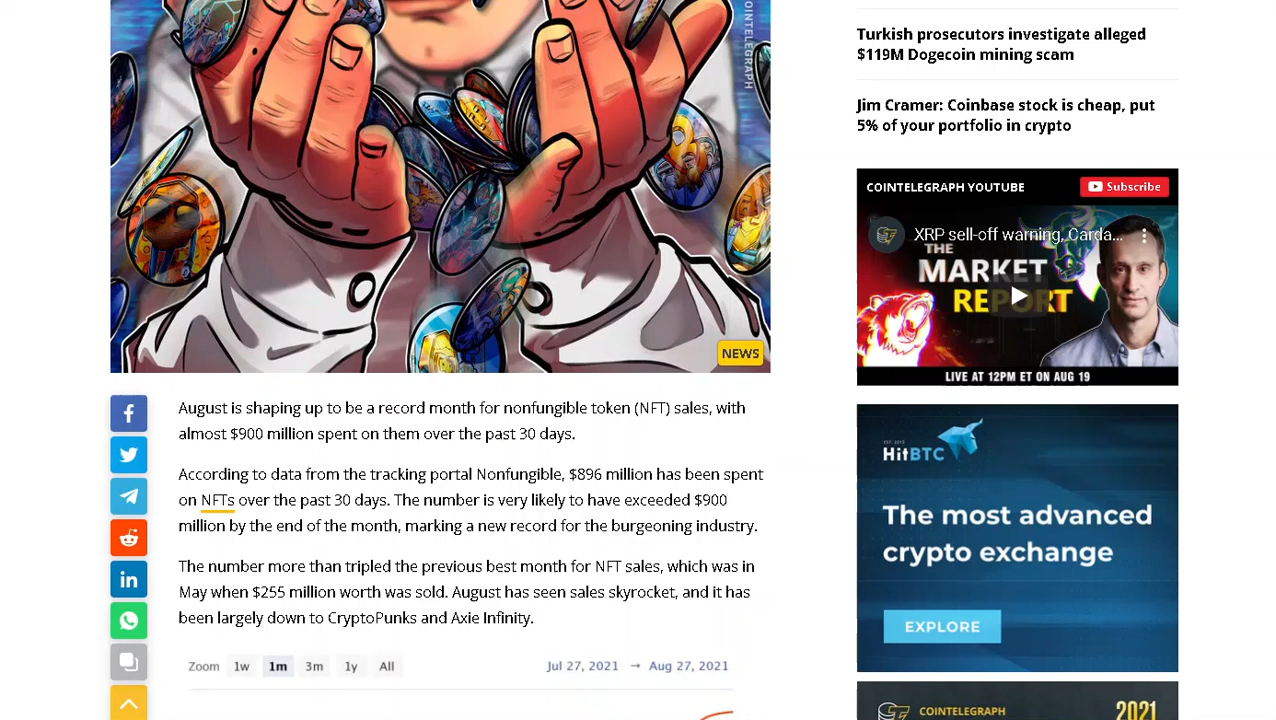 COINTELEGRAPH
NEWS
August is shaping up to be a record month for nonfungible token (NFT) sales, with
almost $900 million spent on them over the past 30 days.
According to data from the tracking portal Nonfungible, $896 million has been spent
on NFTs over the past 30 days. The number is very likely to have exceeded $900
million by the end of the month, marking a new record for the burgeoning industry.
The number more than tripled the previous best month for NFT sales, which was in
May when $255 million worth was sold. August has seen sales skyrocket, and it has
been largely down to CryptoPunks and Axie Infinity.
Zoom 1w 1m 3m 1y All Jul 27, 2021 → Aug 27, 2021
Turkish prosecutors investigate alleged
$119M Dogecoin mining scam
Jim Cramer: Coinbase stock is cheap, put
5% of your portfolio in crypto
COINTELEGRAPH YOUTUBE Subscribe
XRP sell-off warning, Carda...
THE
MARKET
REPORT
LIVE AT 12PM ET ON AUG 19
HitBTC
The most advanced
crypto exchange
EXPLORE
COINTELEGRAPH 2021